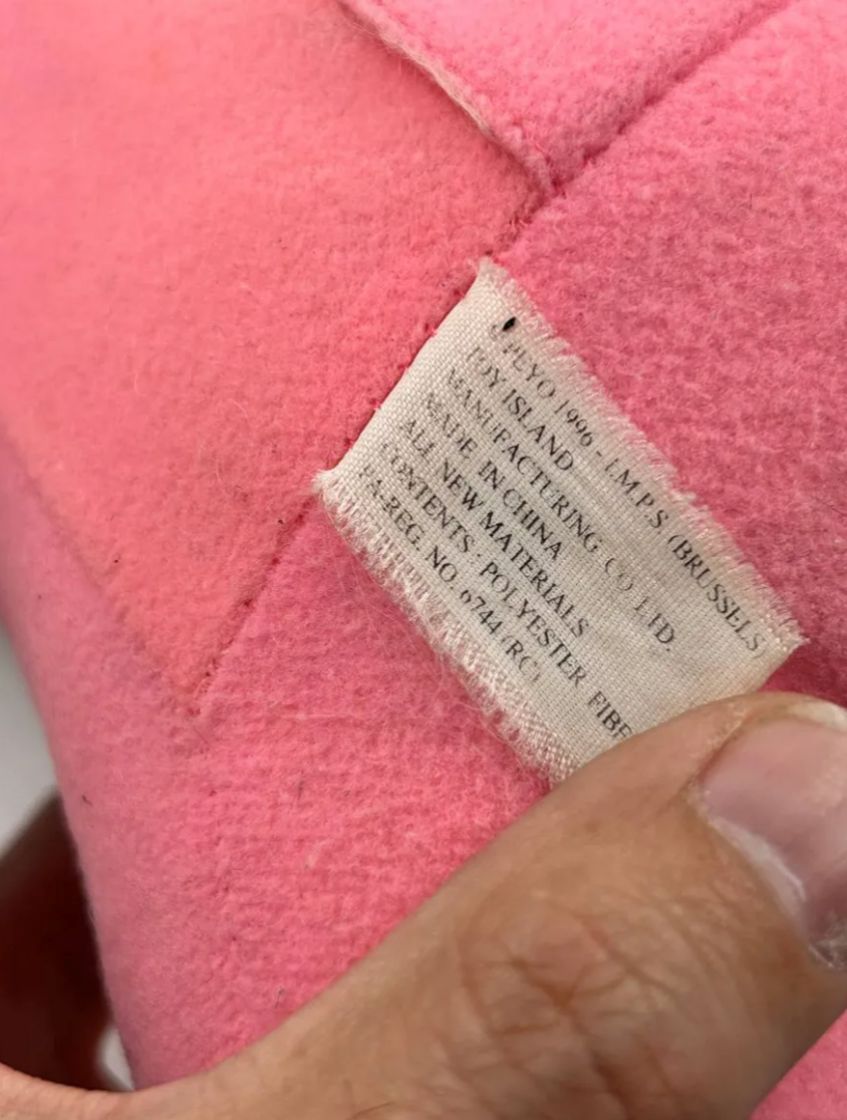 PEYO 1996 - I.M.P.S (BRUSSELS
TOY ISLAND
MANUFACTURING CO LTD.
MADE IN CHINA
ALL NEW MATERIALS
CONTENTS: POLYESTER FIBE
PA-REG. NO. 6744 (RC)